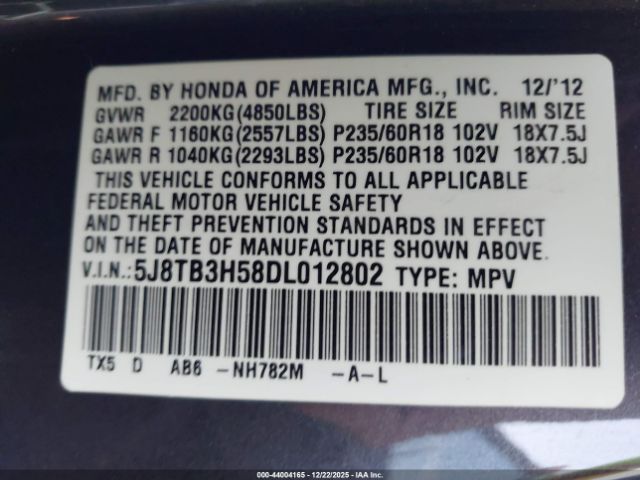 MFD. BY HONDA OF AMERICA MFG., INC. 12/'12
GVWR 2200KG(4850LBS) TIRE SIZE RIM SIZE
GAWR F 1160KG(2557LBS) P235/60R18 102V 18X7.5J
GAWR R 1040KG(2293LBS) P235/60R18 102V 18X7.5J
THIS VEHICLE CONFORMS TO ALL APPLICABLE
FEDERAL MOTOR VEHICLE SAFETY
AND THEFT PREVENTION STANDARDS IN EFFECT
ON THE DATE OF MANUFACTURE SHOWN ABOVE.
V.I.N.: 5J8TB3H58DL012802 TYPE: MPV
TX5 D AB6 -NH782M -A-L
000-44004165 - 12/22/2025 - IAA Inc.